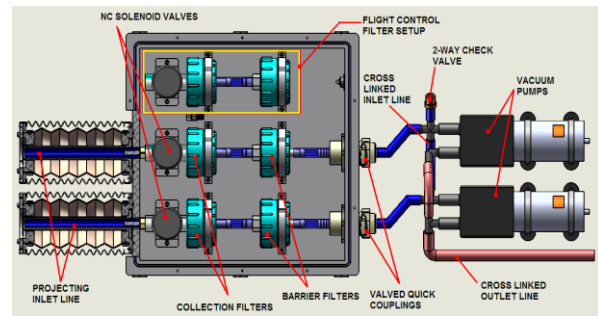 NC SOLENOID VALVES
FLIGHT CONTROL
FILTER SETUP
2-WAY CHECK
VALVE
CROSS
LINKED
INLET LINE
VACUUM
PUMPS
PROJECTING
INLET LINE
COLLECTION FILTERS
BARRIER FILTERS
VALVED QUICK
COUPLINGS
CROSS LINKED
OUTLET LINE